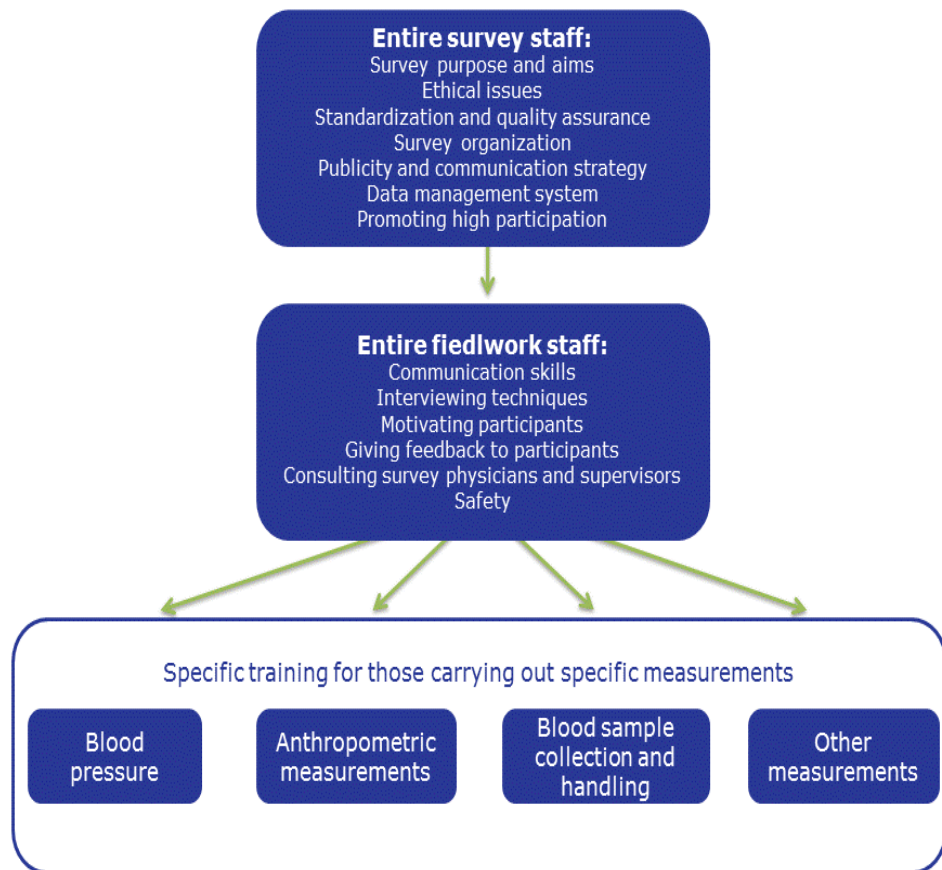 Entire survey staff:
Survey purpose and aims
Ethical issues
Standardization and quality assurance
Survey organization
Publicity and communication strategy
Data management system
Promoting high participation
Entire fiedlwork staff:
Communication skills
Interviewing techniques
Motivating participants
Giving feedback to participants
Consulting survey physicians and supervisors
Safety
Specific training for those carrying out specific measurements
Blood
pressure
Anthropometric
measurements
Blood sample
collection and
handling
Other
measurements